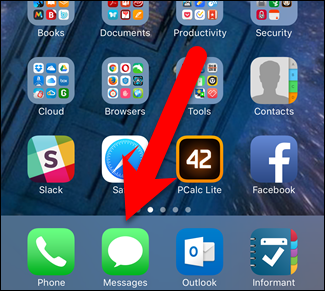 Books Documents Productivity Security
Cloud Browsers Tools Contacts
42
Slack Sa PCalc Lite Facebook
Phone Messages Outlook Informant